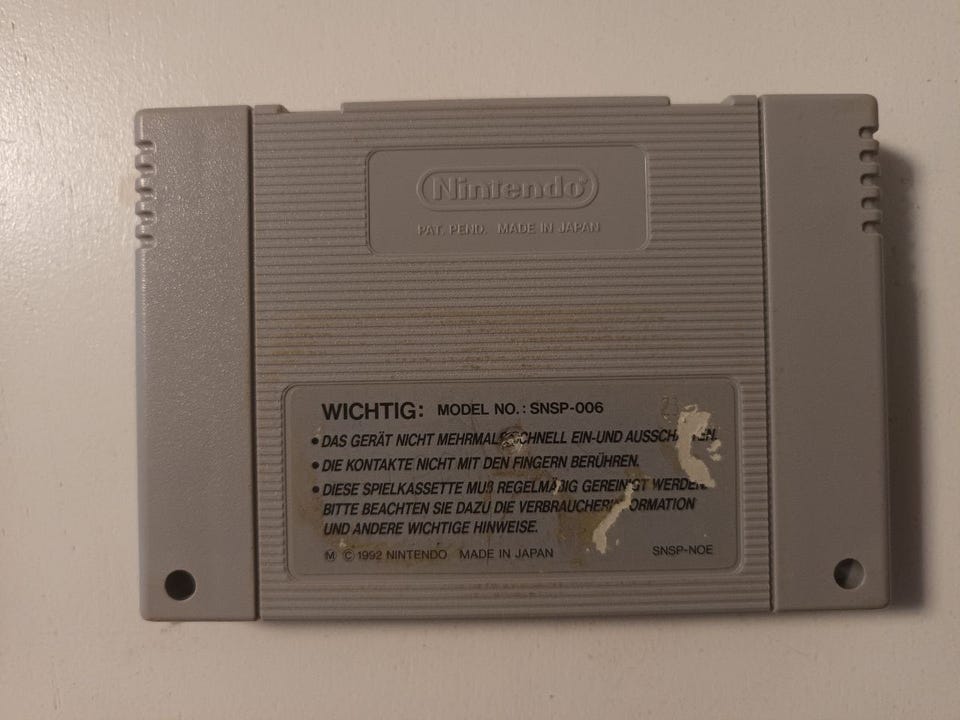 Nintendo®
PAT. PEND. MADE IN JAPAN
WICHTIG: MODEL NO.: SNSP-006
• DAS GERÄT NICHT MEHRMALS SCHNELL EIN-UND
• DIE KONTAKTE NICHT MIT DEN FINGERN BERÜHREN.
• DIESE SPIELKASSETTE MUß REGELMÄßIG GEREINIGT WERDEN.
BITTE BEACHTEN SIE DAZU DIE
UND ANDERE WICHTIGE HINWEISE.
Ⓜ © 1992 NINTENDO MADE IN JAPAN
SNSP-NOE